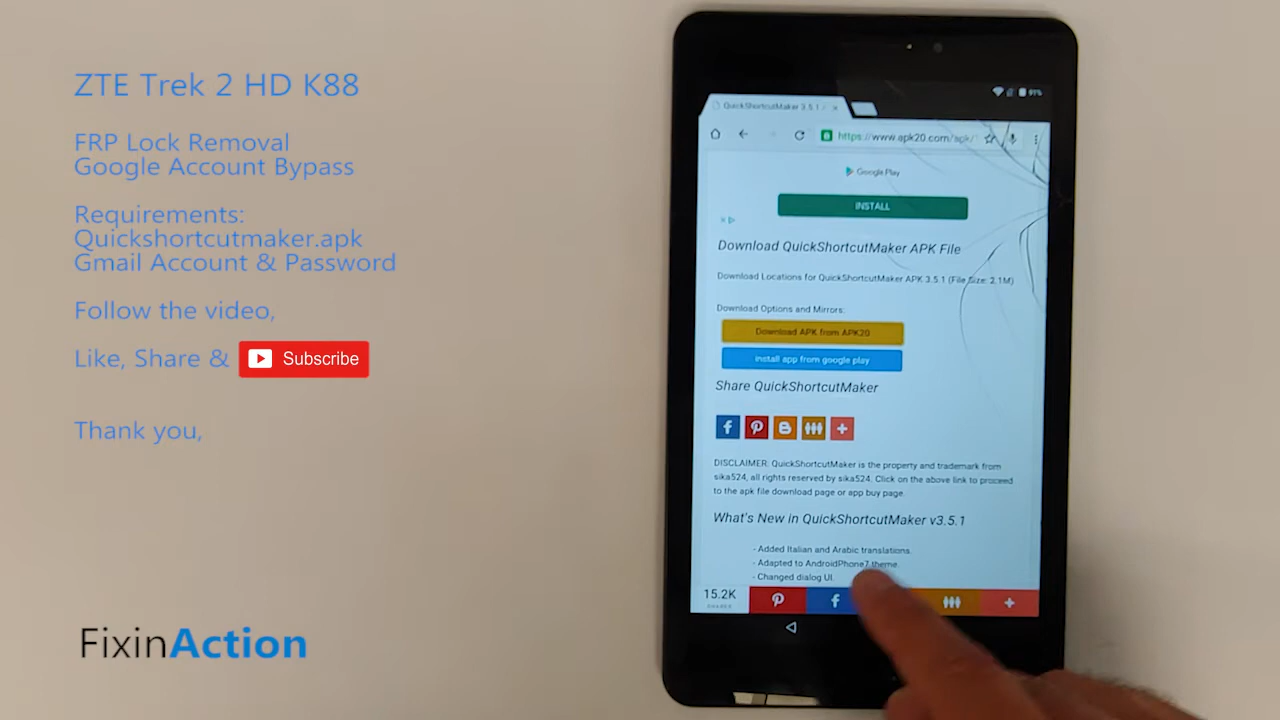 ZTE Trek 2 HD K88
FRP Lock Removal
Google Account Bypass
Requirements:
Quickshortcutmaker.apk
Gmail Account & Password
Follow the video,
Like, Share & Subscribe
Thank you,
FixinAction
91%
QuickShortcutMaker 3.5.1
https://www.apk20.com/apk/
Google Play
INSTALL
Download QuickShortcutMaker APK File
Download Locations for QuickShortcutMaker APK 3.5.1 (File Size: 2.1M)
Download Options and Mirrors:
Download APK from APK20
install app from google play
Share QuickShortcutMaker
DISCLAIMER: QuickShortcutMaker is the property and trademark from
sika524, all rights reserved by sika524. Click on the above link to proceed
to the apk file download page or app buy page.
What's New in QuickShortcutMaker v3.5.1
- Added Italian and Arabic translations.
- Adapted to AndroidPhone7 theme.
- Changed dialog UI.
15.2K